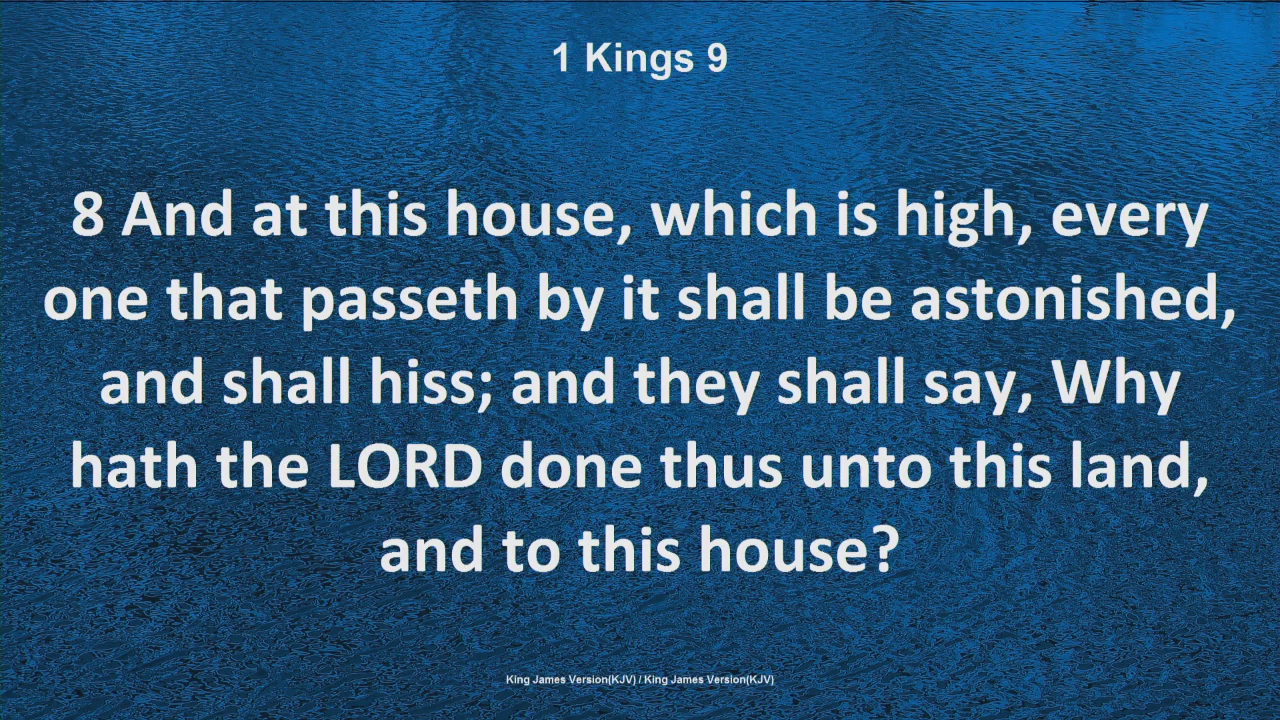 1 Kings 9
8 And at this house, which is high, every
one that passeth by it shall be astonished,
and shall hiss; and they shall say, Why
hath the LORD done thus unto this land,
and to this house?
King James Version(KJV) / King James Version(KJV)